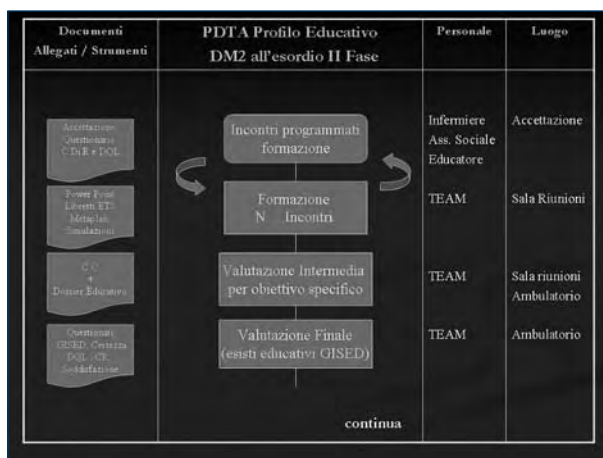 Documenti
Allegati / Strumenti
PDTA Profilo Educativo
DM2 all'esordio II Fase
Personale
Luogo
Accettazione
Questionario
C.Di.R e DQL
Incontri programmati
formazione
Infermiere
Ass. Sociale
Educatore
Accettazione
Power Point
ETS
Metaplan
Simulazioni
Formazione
N Incontri
TEAM
Sala Riunioni
C.C
+
Dossier Educativo
Valutazione Intermedia
per obiettivo specifico
TEAM
Sala riunioni
Ambulatorio
Questionari
GISED, Certezza
DQL
Soddisfazione
Valutazione Finale
(esisti educativi GISED)
TEAM
Ambulatorio
continua